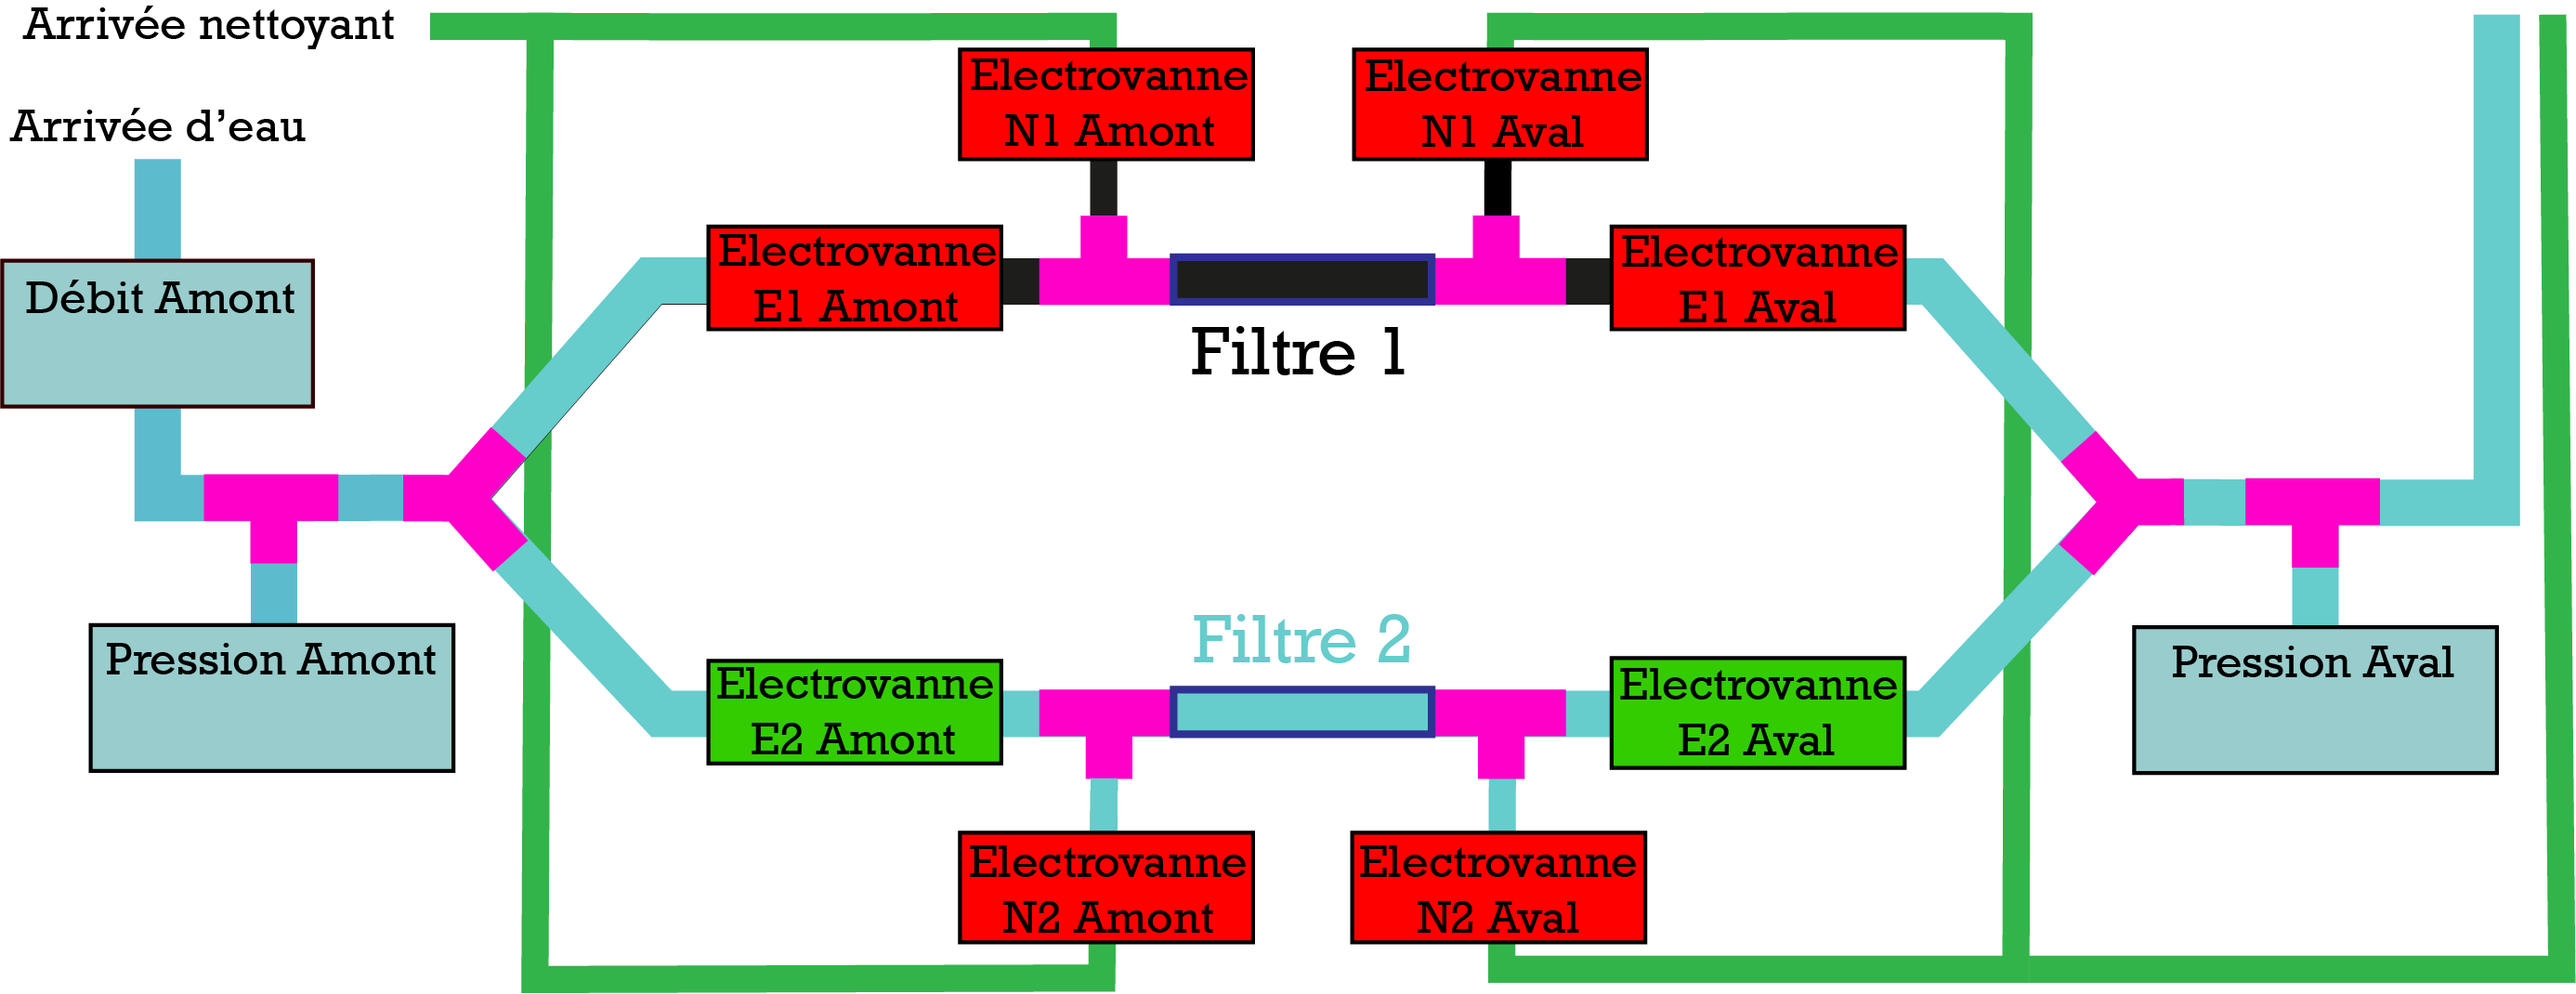 Arrivée nettoyant
Arrivée d’eau
Electrovanne
N1 Amont
Electrovanne
N1 Aval
Débit Amont
Electrovanne
E1 Amont
Electrovanne
E1 Aval
Filtre 1
Pression Amont
Filtre 2
Pression Aval
Electrovanne
E2 Amont
Electrovanne
E2 Aval
Electrovanne
N2 Amont
Electrovanne
N2 Aval